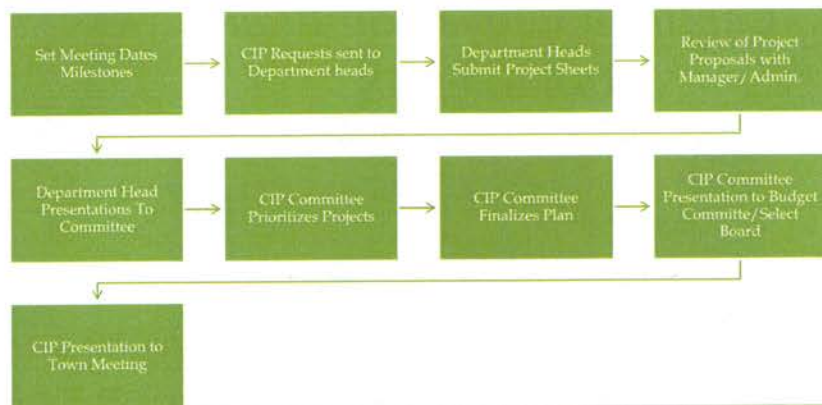 Set Meeting Dates
Milestones
CIP Requests sent to
Department heads
Department Heads
Submit Project Sheets
Review of Project
Proposals with
Manager/ Admin.
Department Head
Presentations To
Committee
CIP Committee
Prioritizes Projects
CIP Committee
Finalizes Plan
CIP Committee
Presentation to Budget
Committe/Select
Board
CIP Presentation to
Town Meeting